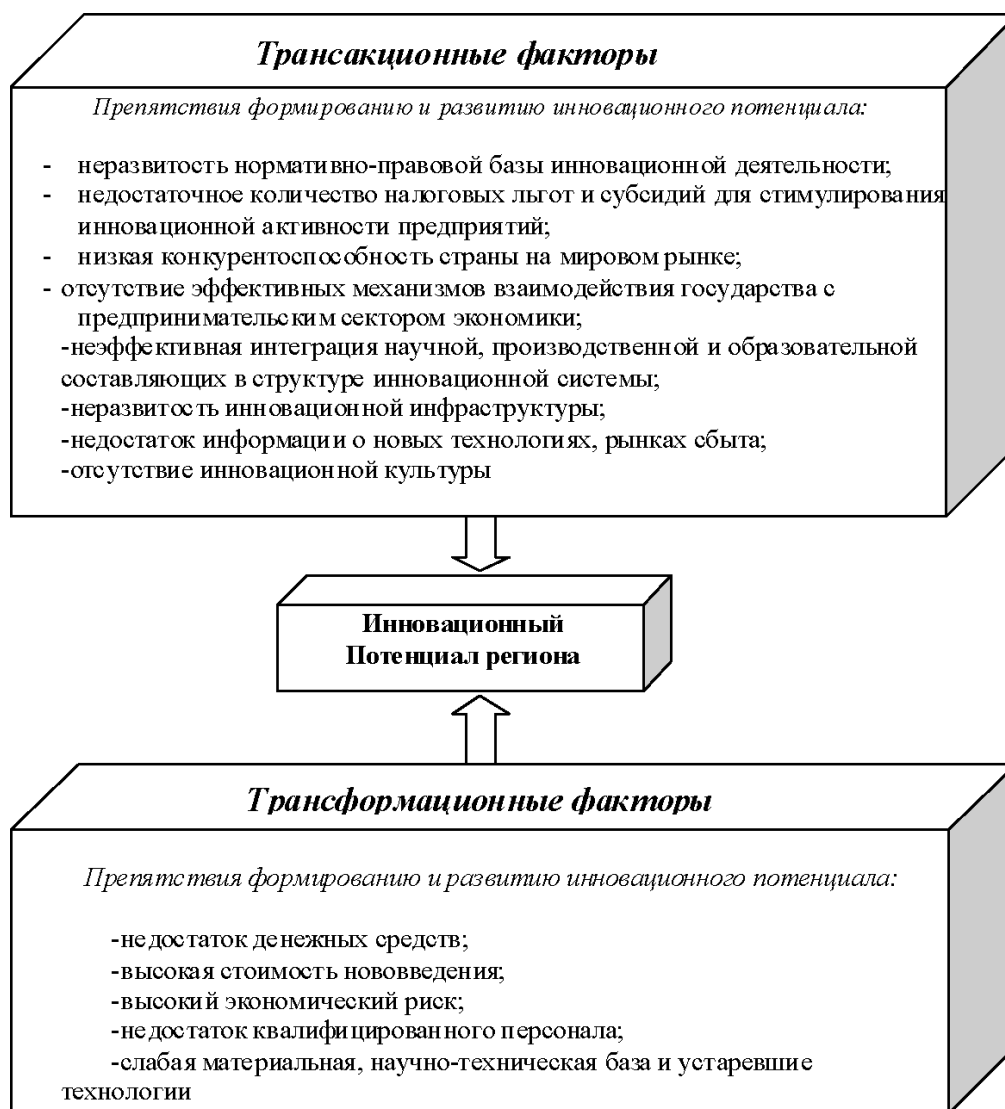 Трансакционные факторы
Препятствия формированию и развитию инновационного потенциала:
- неразвитость нормативно-правовой базы инновационной деятельности;
- недостаточное количество налоговых льгот и субсидий для стимулирования
инновационной активности предприятий;
- низкая конкурентоспособность страны на мировом рынке;
- отсутствие эффективных механизмов взаимодействия государства с
предпринимательским сектором экономики;
-неэффективная интеграция научной, производственной и образовательной
составляющих в структуре инновационной системы;
-неразвитость инновационной инфраструктуры;
-недостаток информации о новых технологиях, рынках сбыта;
-отсутствие инновационной культуры
Инновационный
Потенциал региона
Трансформационные факторы
Препятствия формированию и развитию инновационного потенциала:
-недостаток денежных средств;
-высокая стоимость нововведения;
-высокий экономический риск;
-недостаток квалифицированного персонала;
-слабая материальная, научно-техническая база и устаревшие
технологии